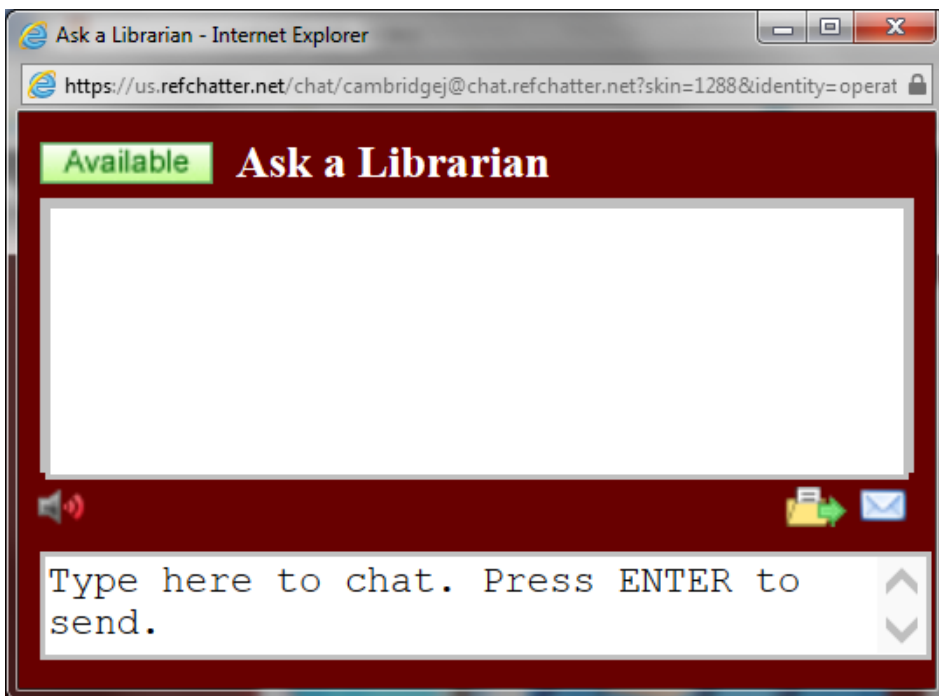 Ask a Librarian - Internet Explorer
https://us.refchatter.net/chat/cambridgej@chat.refchatter.net?skin=1288&identity=operat
Available Ask a Librarian
Type here to chat. Press ENTER to
send.